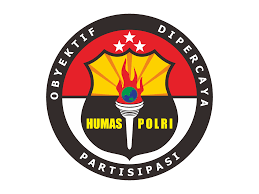 OBYEKTIF
DIPERCAYA
HUMAS POLRI
PARTISIPASI